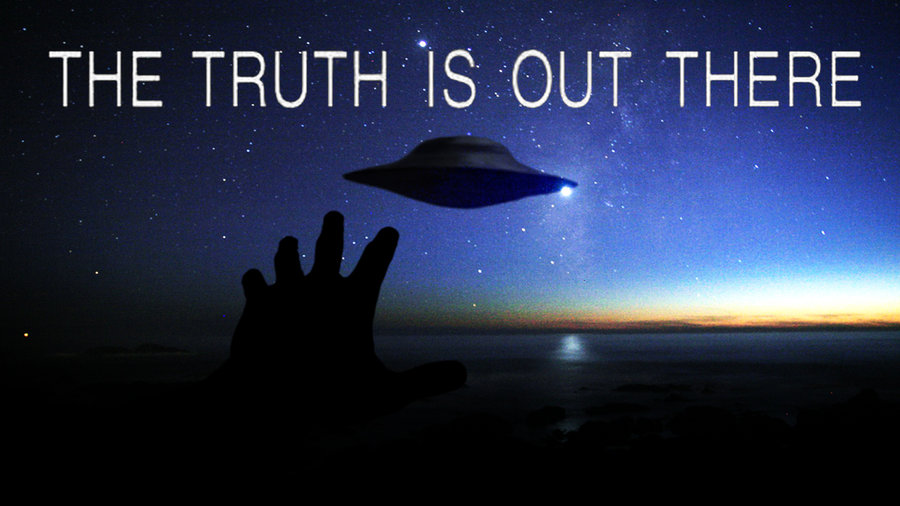 THE TRUTH IS OUT THERE